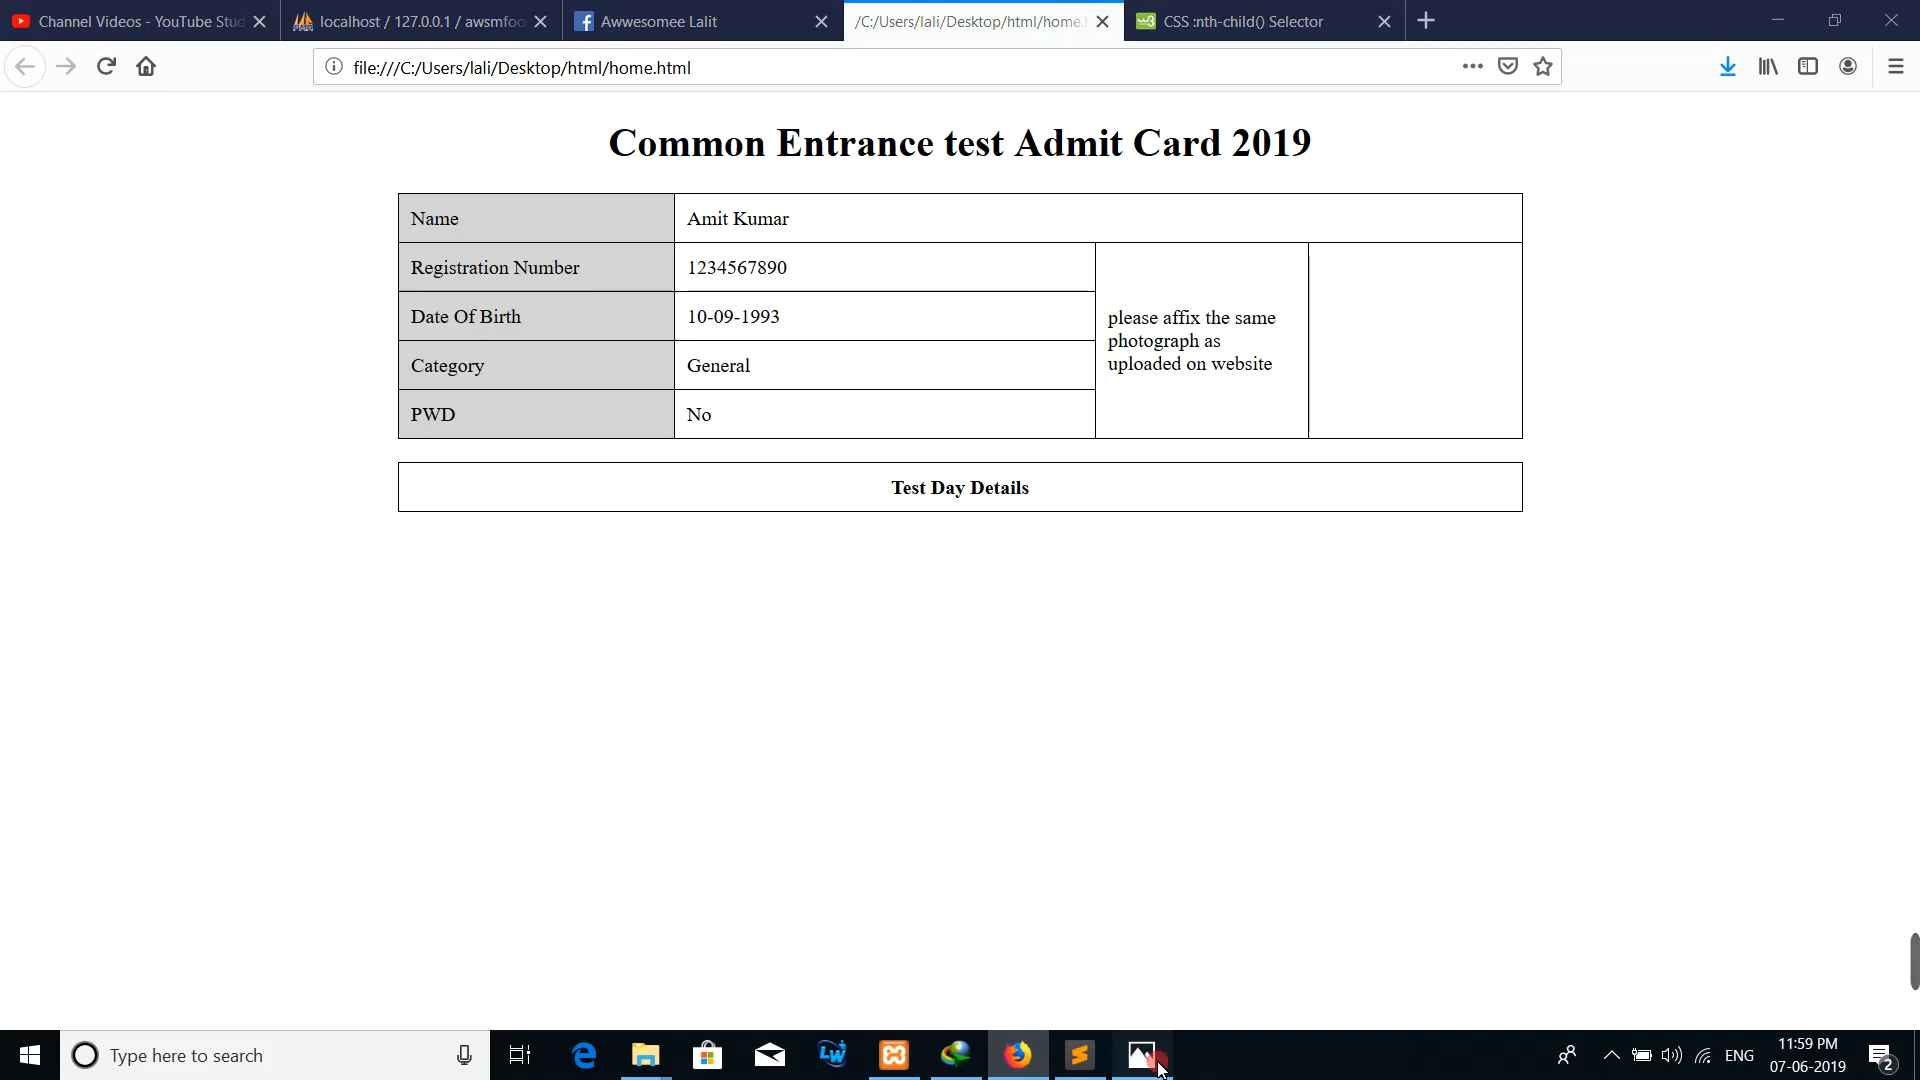 Channel Videos - YouTube Stud
localhost / 127.0.0.1 / awsmfoo
Awwesomee Lalit
/C:/Users/lali/Desktop/html/home.h
CSS :nth-child() Selector
file:///C:/Users/lali/Desktop/html/home.html
Common Entrance test Admit Card 2019
Name
Amit Kumar
Registration Number
1234567890
Date Of Birth
10-09-1993
Category
General
PWD
No
please affix the same
photograph as
uploaded on website
Test Day Details
Type here to search
ENG
11:59 PM
07-06-2019
2